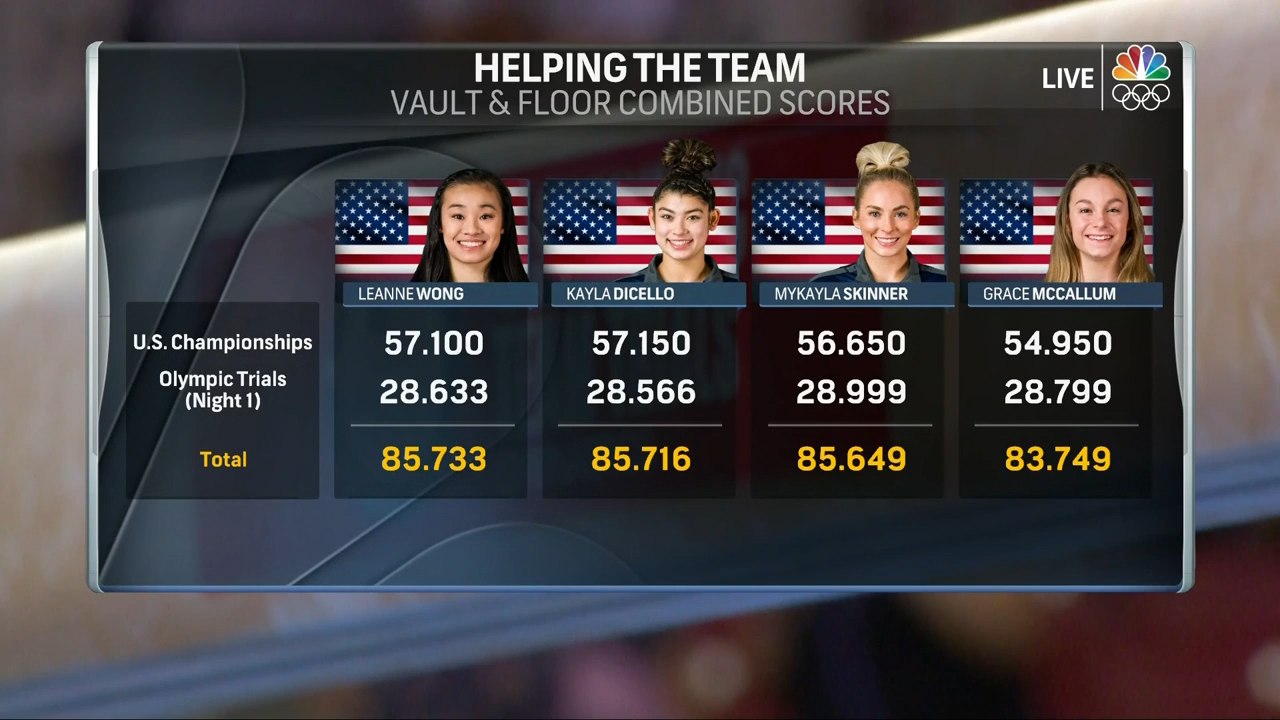 HELPING THE TEAM
VAULT & FLOOR COMBINED SCORES
LIVE
LEANNE WONG KAYLA DICELLO MYKAYLA SKINNER GRACE MCCALLUM
U.S. Championships 57.100 57.150 56.650 54.950
Olympic Trials
(Night 1) 28.633 28.566 28.999 28.799
Total 85.733 85.716 85.649 83.749